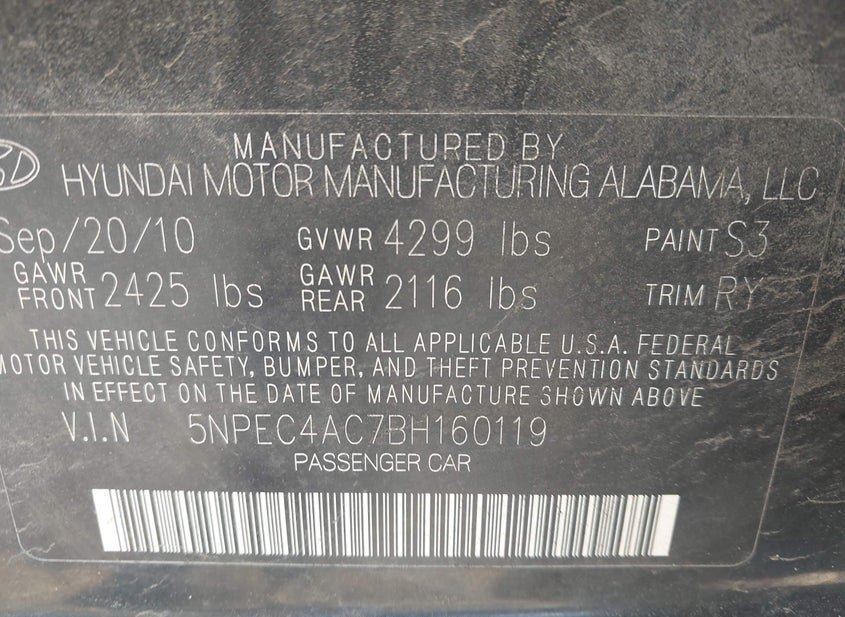 MANUFACTURED BY
HYUNDAI MOTOR MANUFACTURING ALABAMA, LLC
Sep/20/10 GVWR 4299 lbs PAINT S3
GAWR FRONT 2425 lbs GAWR REAR 2116 lbs TRIM RY
THIS VEHICLE CONFORMS TO ALL APPLICABLE U.S.A. FEDERAL
MOTOR VEHICLE SAFETY, BUMPER, AND THEFT PREVENTION STANDARDS
IN EFFECT ON THE DATE OF MANUFACTURE SHOWN ABOVE
V.I.N 5NPEC4AC7BH160119
PASSENGER CAR